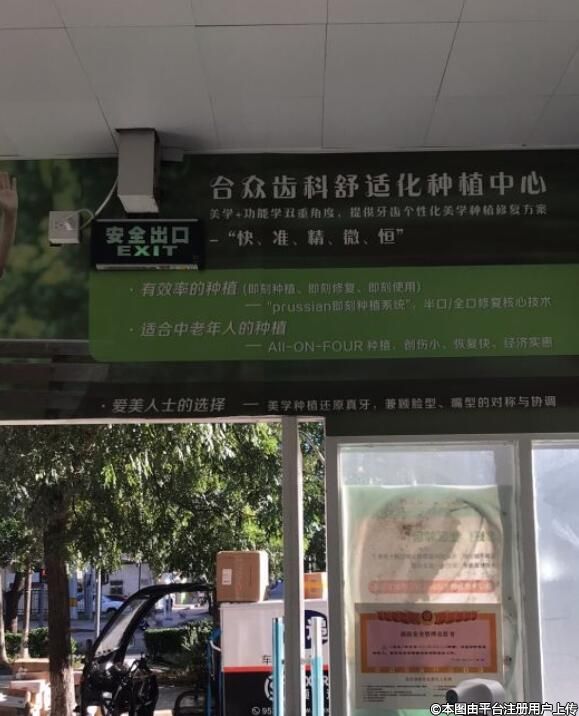 合众齿科舒适化种植中心
美学+功能学双重角度，提供牙齿个性化美学种植修复方案
–“快、准、精、微、恒”
安全出口
EXIT
·有效率的种植（即刻种植、即刻修复、即刻使用）
—"prussian即刻种植系统"，半口/全口修复核心技术
·适合中老年人的种植
—All-ON-FOUR 种植，创伤小、恢复快、经济实惠
·爱美人士的选择 — 美学种植还原真牙，兼顾脸型、嘴型的对称与协调
车
©本图由平台注册用户上传